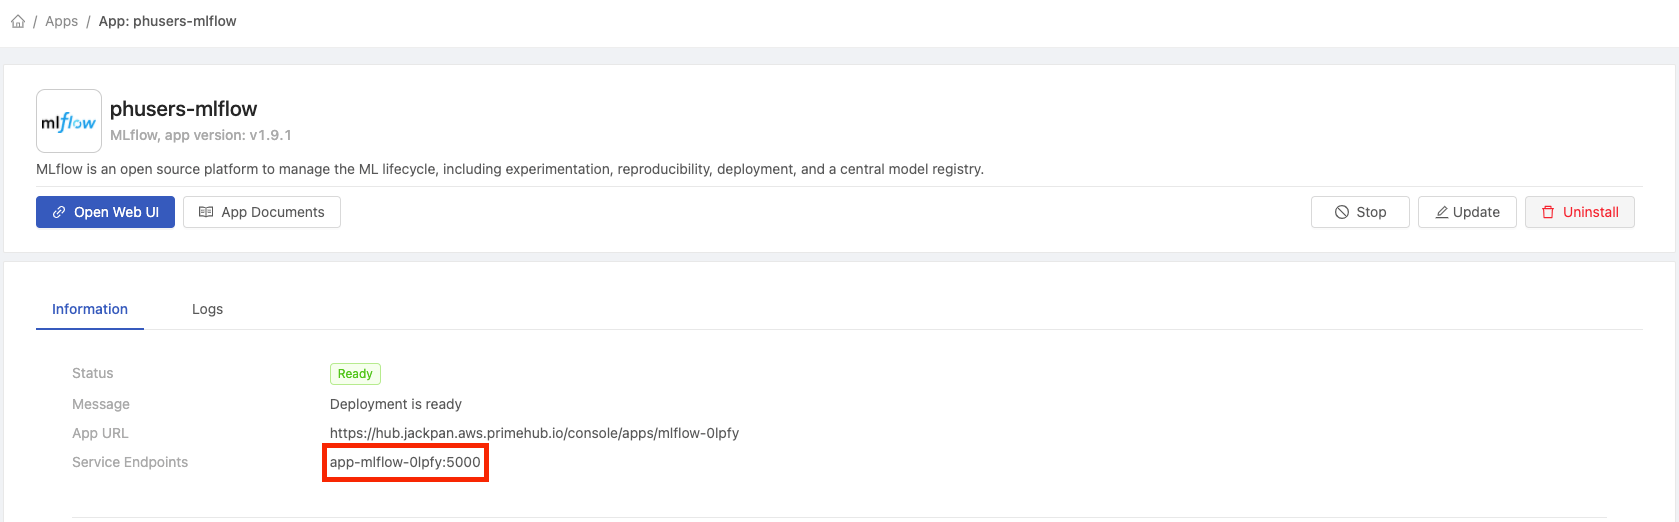 / Apps / App: phusers-mlflow
mlflow
phusers-mlflow
MLflow, app version: v1.9.1
MLflow is an open source platform to manage the ML lifecycle, including experimentation, reproducibility, deployment, and a central model registry.
Open Web UI App Documents Stop Update Uninstall
Information Logs
Status Ready
Message Deployment is ready
App URL https://hub.jackpan.aws.primehub.io/console/apps/mlflow-0lpfy
Service Endpoints app-mlflow-0lpfy:5000